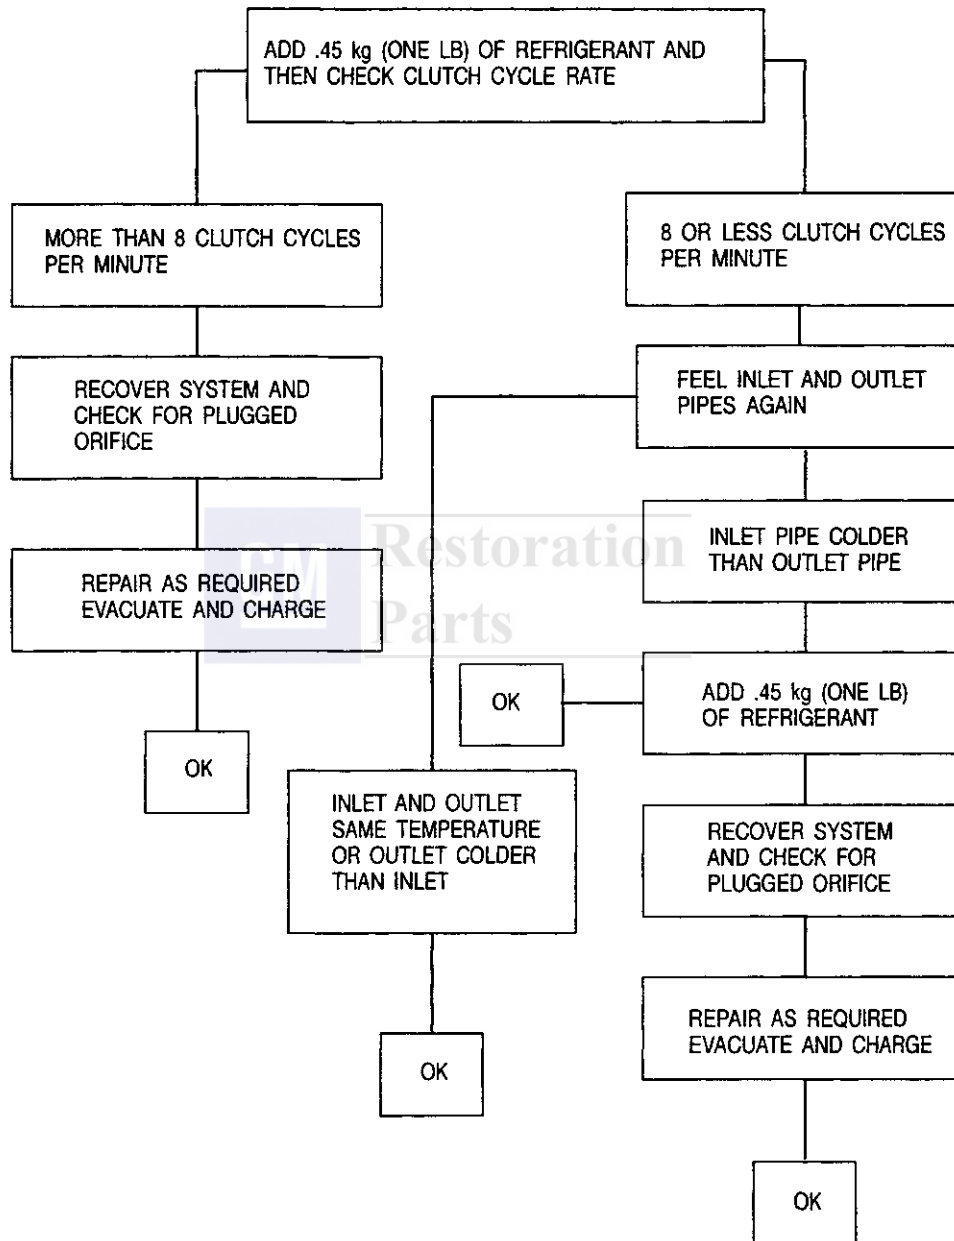 ADD .45 kg (ONE LB) OF REFRIGERANT AND
THEN CHECK CLUTCH CYCLE RATE
MORE THAN 8 CLUTCH CYCLES
PER MINUTE
8 OR LESS CLUTCH CYCLES
PER MINUTE
RECOVER SYSTEM AND
CHECK FOR PLUGGED
ORIFICE
FEEL INLET AND OUTLET
PIPES AGAIN
INLET PIPE COLDER
THAN OUTLET PIPE
GM
Restoration
Parts
REPAIR AS REQUIRED
EVACUATE AND CHARGE
OK
ADD .45 kg (ONE LB)
OF REFRIGERANT
OK
INLET AND OUTLET
SAME TEMPERATURE
OR OUTLET COLDER
THAN INLET
RECOVER SYSTEM
AND CHECK FOR
PLUGGED ORIFICE
REPAIR AS REQUIRED
EVACUATE AND CHARGE
OK
OK